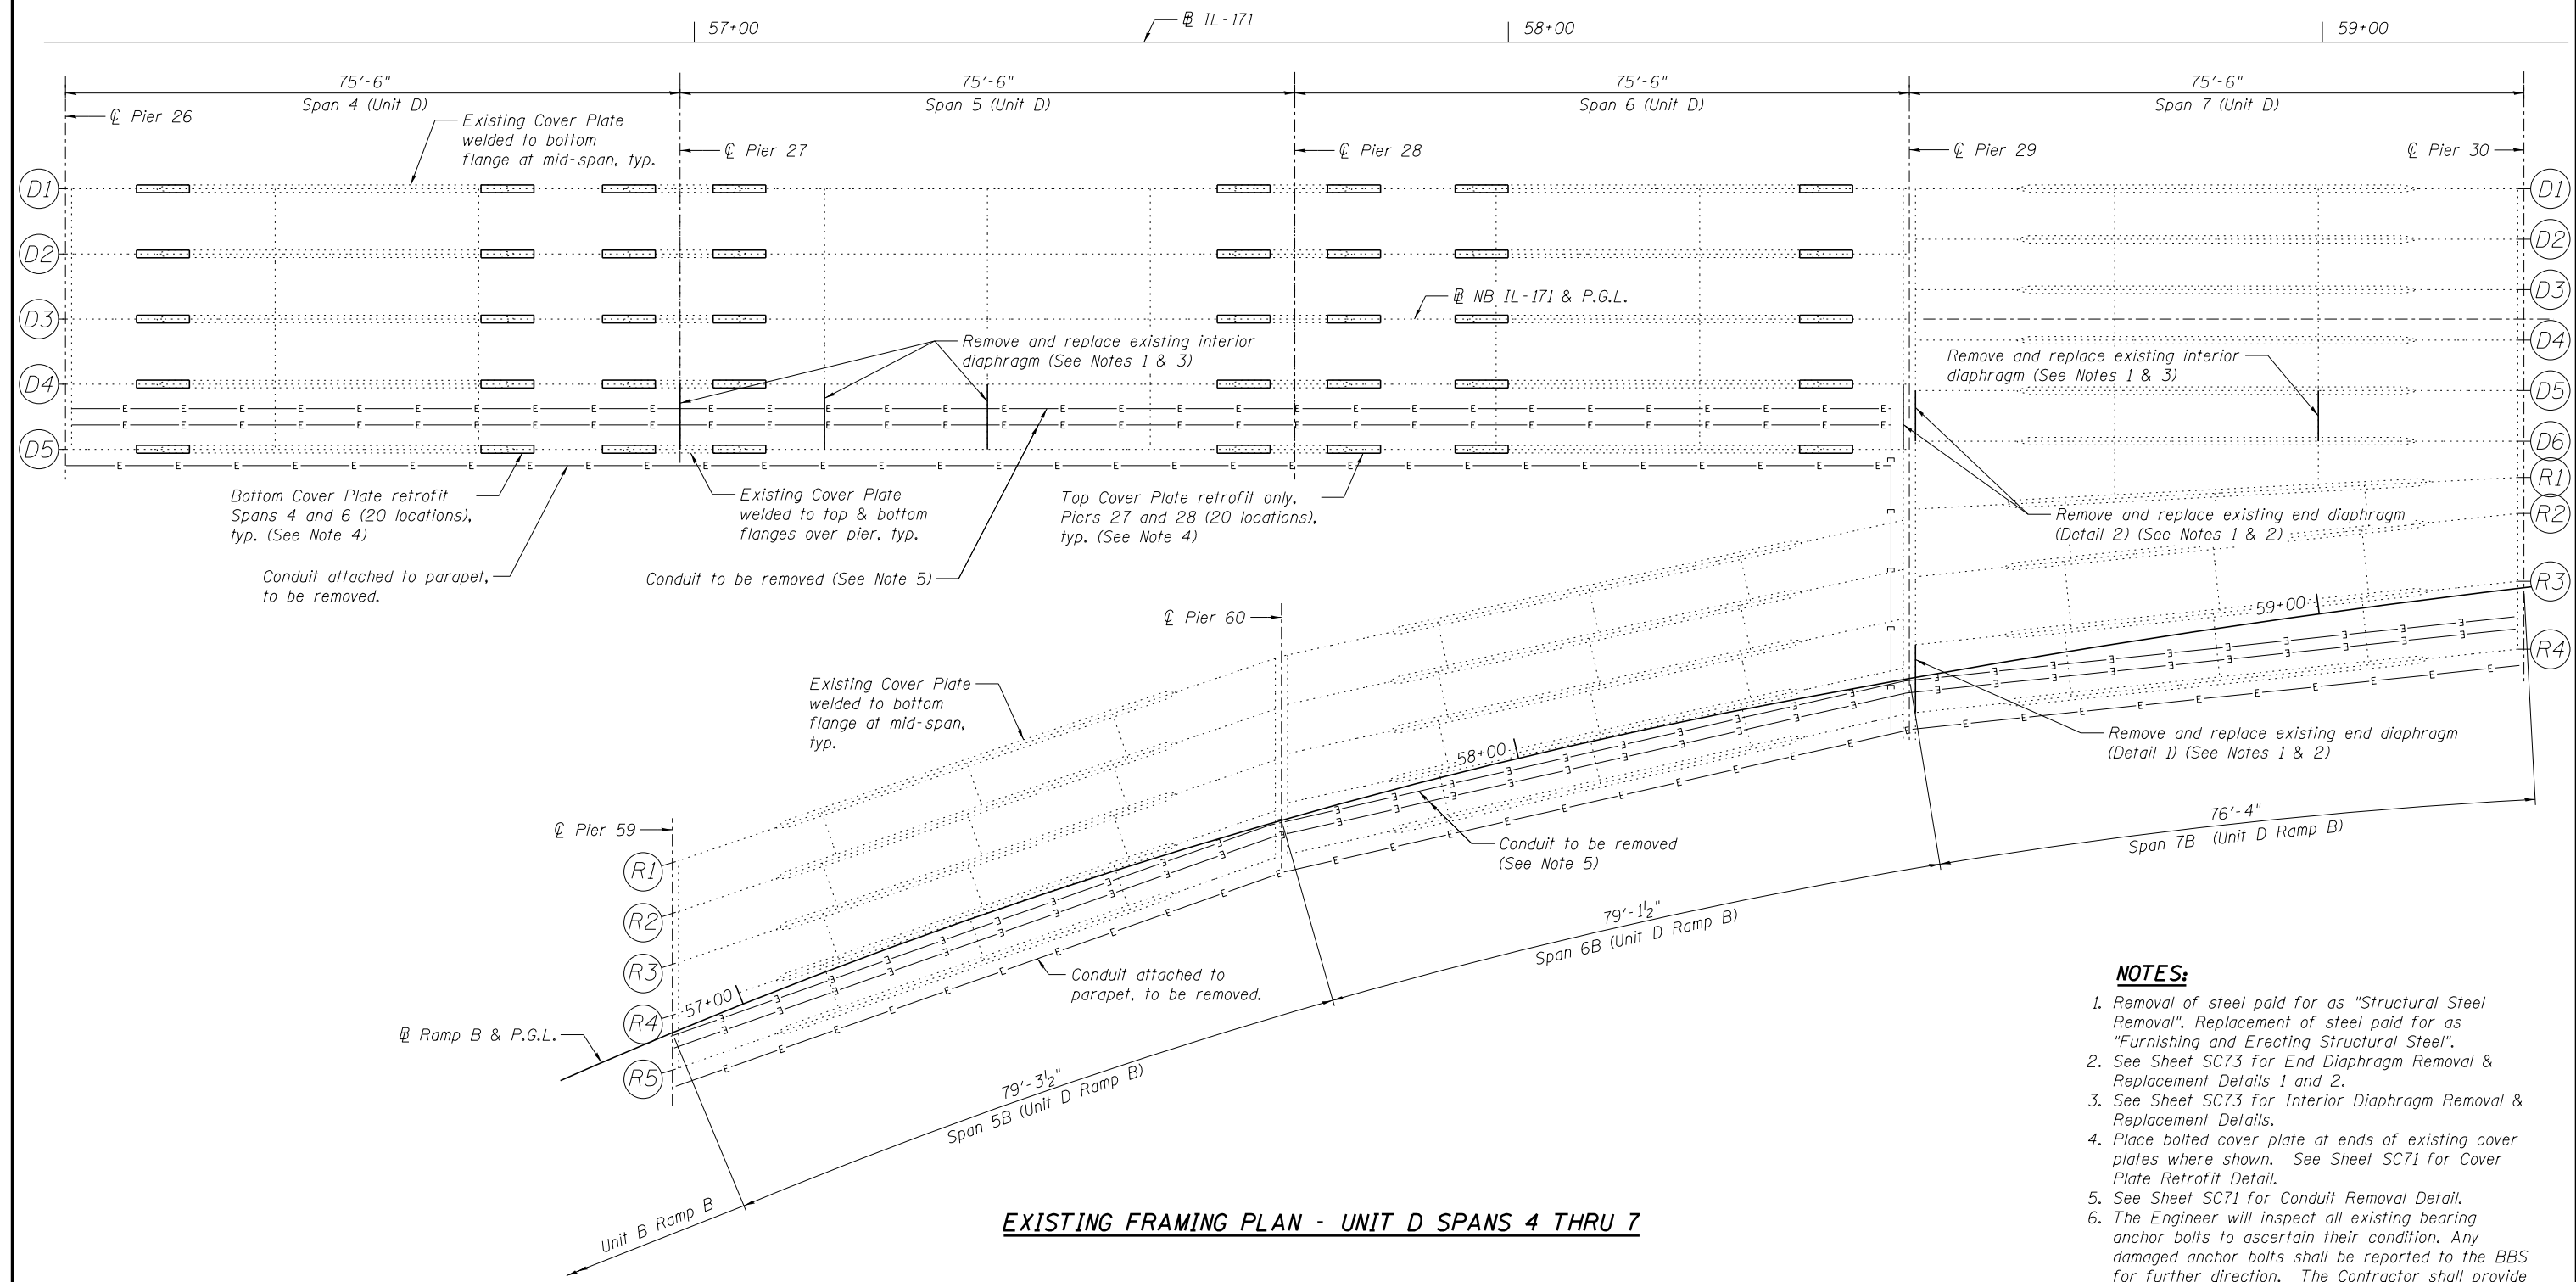 57+00
℄ IL-171
58+00
59+00
75'-6"
Span 4 (Unit D)
75'-6"
Span 5 (Unit D)
75'-6"
Span 6 (Unit D)
75'-6"
Span 7 (Unit D)
℄ Pier 26
Existing Cover Plate
welded to bottom
flange at mid-span, typ.
℄ Pier 27
℄ Pier 28
℄ Pier 29
℄ Pier 30
D1
D2
D3
D4
D5
D1
D2
D3
D4
D5
D6
R1
R2
R3
R4
℄ NB IL-171 & P.G.L.
Remove and replace existing interior
diaphragm (See Notes 1 & 3)
Remove and replace existing interior
diaphragm (See Notes 1 & 3)
Bottom Cover Plate retrofit
Spans 4 and 6 (20 locations),
typ. (See Note 4)
Existing Cover Plate
welded to top & bottom
flanges over pier, typ.
Top Cover Plate retrofit only,
Piers 27 and 28 (20 locations),
typ. (See Note 4)
Remove and replace existing end diaphragm
(Detail 2) (See Notes 1 & 2)
Conduit attached to parapet,
to be removed.
Conduit to be removed (See Note 5)
℄ Pier 60
59+00
Existing Cover Plate
welded to bottom
flange at mid-span,
typ.
58+00
Remove and replace existing end diaphragm
(Detail 1) (See Notes 1 & 2)
℄ Pier 59
Conduit to be removed
(See Note 5)
76'-4"
Span 7B (Unit D Ramp B)
R1
R2
R3
R4
R5
57+00
79'-1½"
Span 6B (Unit D Ramp B)
Conduit attached to
parapet, to be removed.
℄ Ramp B & P.G.L.
79'-3½"
Span 5B (Unit D Ramp B)
Unit B Ramp B
EXISTING FRAMING PLAN - UNIT D SPANS 4 THRU 7
NOTES:
1. Removal of steel paid for as "Structural Steel
Removal". Replacement of steel paid for as
"Furnishing and Erecting Structural Steel".
2. See Sheet SC73 for End Diaphragm Removal &
Replacement Details 1 and 2.
3. See Sheet SC73 for Interior Diaphragm Removal &
Replacement Details.
4. Place bolted cover plate at ends of existing cover
plates where shown. See Sheet SC71 for Cover
Plate Retrofit Detail.
5. See Sheet SC71 for Conduit Removal Detail.
6. The Engineer will inspect all existing bearing
anchor bolts to ascertain their condition. Any
damaged anchor bolts shall be reported to the BBS
for further direction. The Contractor shall provide